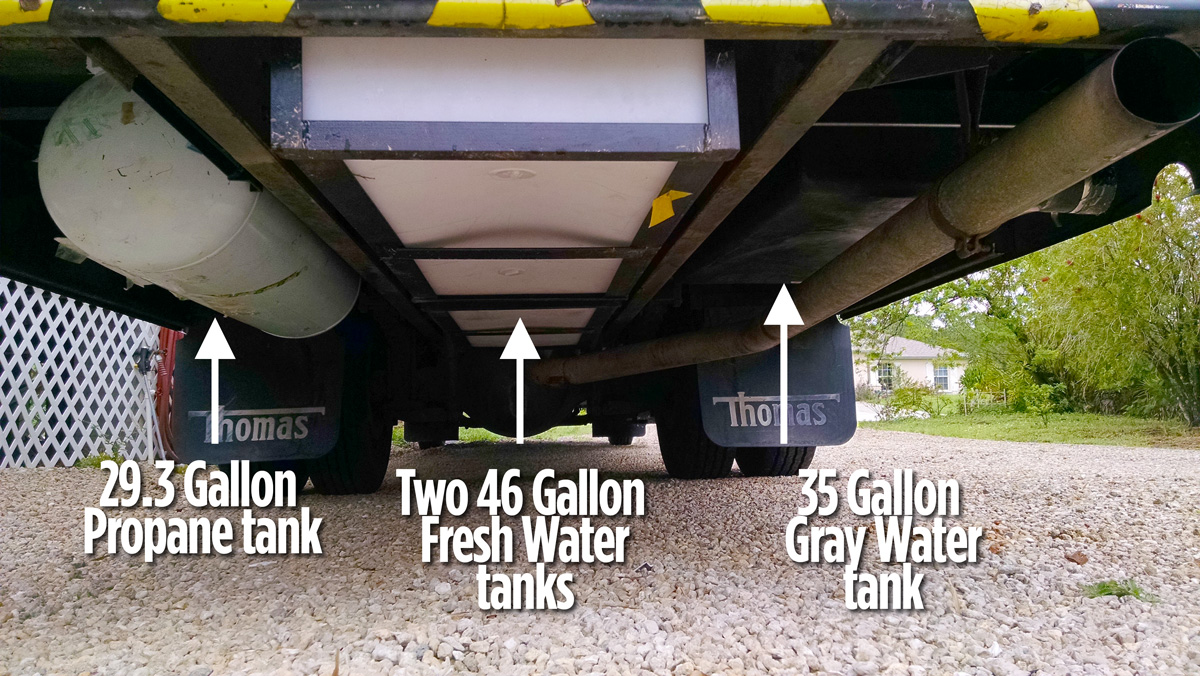 Thomas
Thomas
29.3 Gallon
Propane tank
Two 46 Gallon
Fresh Water
tanks
35 Gallon
Gray Water
tank